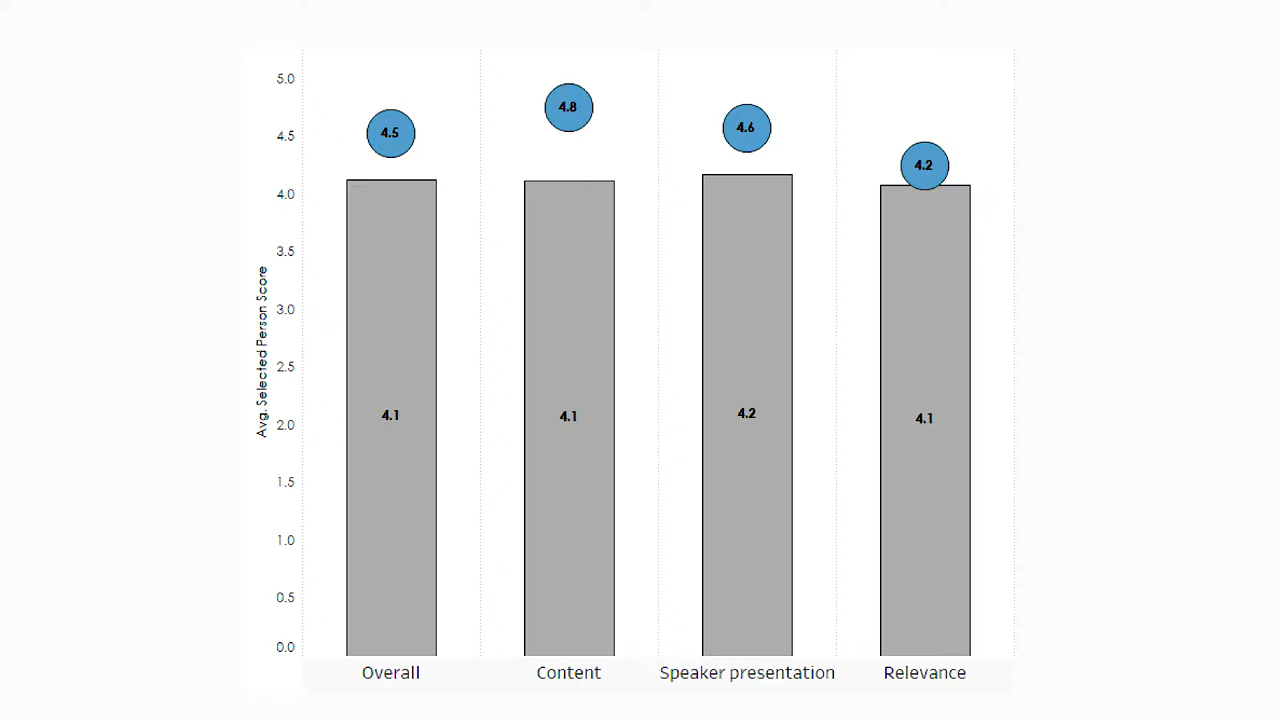 5.0
4.5
4.0
3.5
3.0
2.5
2.0
1.5
1.0
0.5
0.0
Avg. Selected Person Score
4.5 4.8 4.6 4.2
4.1 4.1 4.2 4.1
Overall Content Speaker presentation Relevance